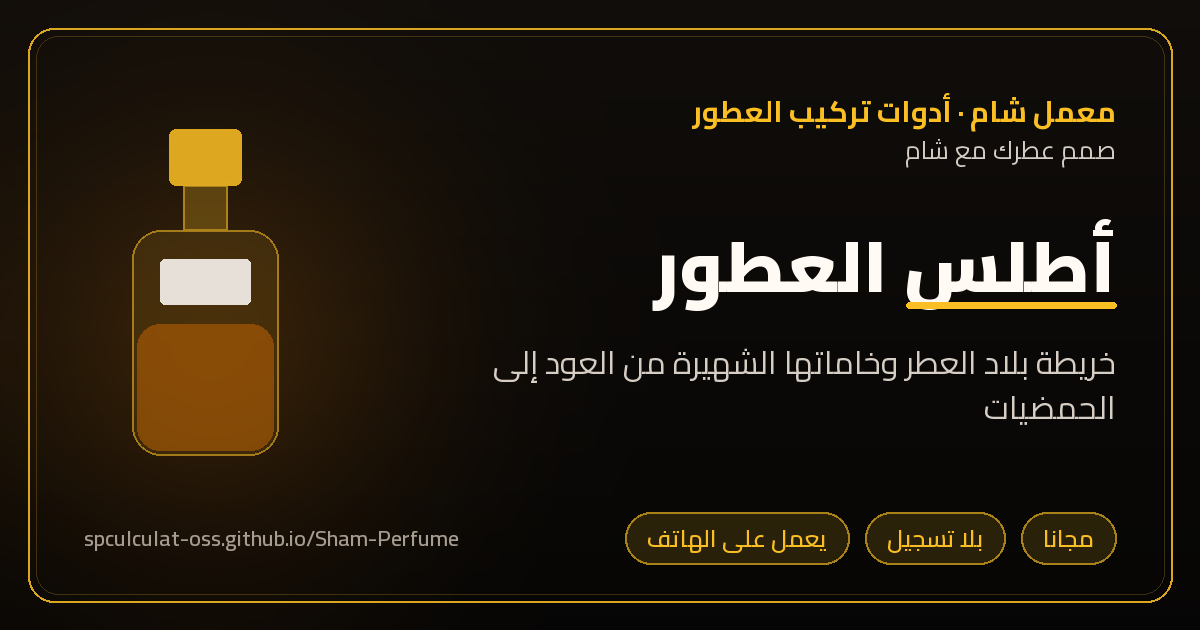 معمل شام · أدوات تركيب العطور
صمم عطرك مع شام
أطلس العطور
خريطة بلاد العطر وخاماتها الشهيرة من العود إلى
الحمضيات
مجانا
بلا تسجيل
يعمل على الهاتف
spculculat-oss.github.io/Sham-Perfume